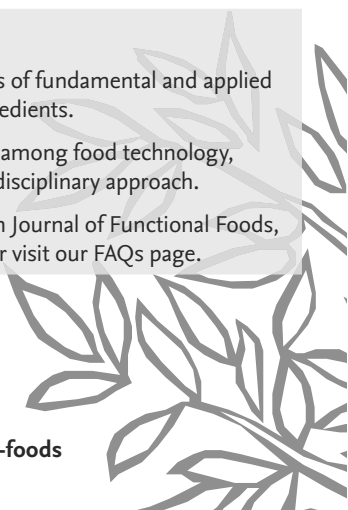 of fundamental and applied
edients.
among food technology,
disciplinary approach.
Journal of Functional Foods,
r visit our FAQs page.
-foods